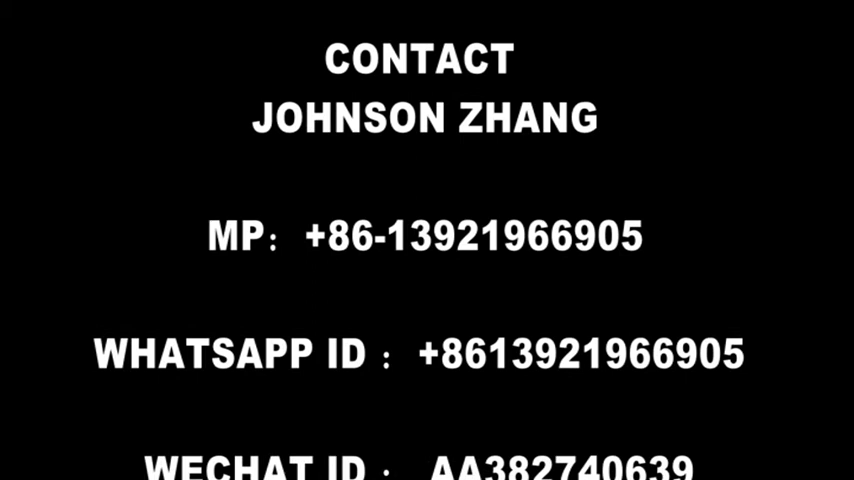 CONTACT
JOHNSON ZHANG
MP：+86-13921966905
WHATSAPP ID ：+8613921966905
WECHAT ID ： AA382740639